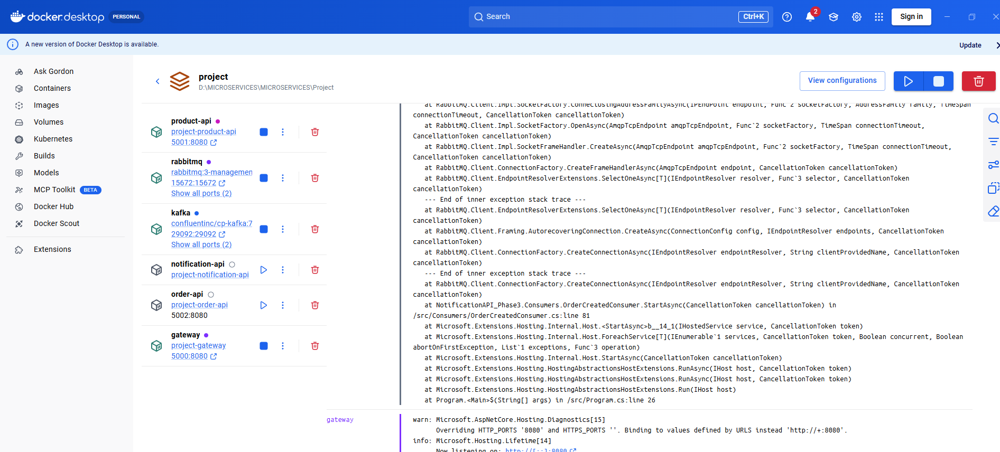 docker.desktop PERSONAL
Search
Ctrl+K
2
Sign in
A new version of Docker Desktop is available.
Update
Ask Gordon
Containers
Images
Volumes
Kubernetes
Builds
Models
MCP Toolkit BETA
Docker Hub
Docker Scout
Extensions
project
D:\MICROSERVICES\MICROSERVICES\Project
View configurations
product-api
project-product-api
5001:8080
rabbitmq
rabbitmq:3-managemen
15672:15672
Show all ports (2)
kafka
confluentinc/cp-kafka:7
29092:29092
Show all ports (2)
notification-api
project-notification-api
order-api
project-order-api
5002:8080
gateway
project-gateway
5000:8080
at RabbitMQ.Client.Impl.SocketFactory.ConnectUsingAddressFamilyAsync(IPEndPoint endpoint, Func`2 socketFactory, AddressFamily family, TimeSpan
connectionTimeout, CancellationToken cancellationToken)
at RabbitMQ.Client.Impl.SocketFactory.OpenAsync(AmqpTcpEndpoint amqpTcpEndpoint, Func`2 socketFactory, TimeSpan connectionTimeout,
CancellationToken cancellationToken)
at RabbitMQ.Client.Impl.SocketFrameHandler.CreateAsync(AmqpTcpEndpoint amqpTcpEndpoint, Func`2 socketFactory, TimeSpan connectionTimeout,
CancellationToken cancellationToken)
at RabbitMQ.Client.ConnectionFactory.CreateFrameHandlerAsync(AmqpTcpEndpoint endpoint, CancellationToken cancellationToken)
at RabbitMQ.Client.EndpointResolverExtensions.SelectOneAsync[T](IEndpointResolver resolver, Func`3 selector, CancellationToken
cancellationToken)
--- End of inner exception stack trace ---
at RabbitMQ.Client.EndpointResolverExtensions.SelectOneAsync[T](IEndpointResolver resolver, Func`3 selector, CancellationToken
cancellationToken)
at RabbitMQ.Client.Framing.AutorecoveringConnection.CreateAsync(ConnectionConfig config, IEndpointResolver endpoints, CancellationToken
cancellationToken)
at RabbitMQ.Client.ConnectionFactory.CreateConnectionAsync(IEndpointResolver endpointResolver, String clientProvidedName, CancellationToken
cancellationToken)
--- End of inner exception stack trace ---
at RabbitMQ.Client.ConnectionFactory.CreateConnectionAsync(IEndpointResolver endpointResolver, String clientProvidedName, CancellationToken
cancellationToken)
at NotificationAPI_Phase3.Consumers.OrderCreatedConsumer.StartAsync(CancellationToken cancellationToken) in
/src/Consumers/OrderCreatedConsumer.cs:line 81
at Microsoft.Extensions.Hosting.Internal.Host.<StartAsync>b__14_1(IHostedService service, CancellationToken token)
at Microsoft.Extensions.Hosting.Internal.Host.ForeachService[T](IEnumerable`1 services, CancellationToken token, Boolean concurrent, Boolean
abortOnFirstException, List`1 exceptions, Func`3 operation)
at Microsoft.Extensions.Hosting.Internal.Host.StartAsync(CancellationToken cancellationToken)
at Microsoft.Extensions.Hosting.HostingAbstractionsHostExtensions.RunAsync(IHost host, CancellationToken token)
at Microsoft.Extensions.Hosting.HostingAbstractionsHostExtensions.RunAsync(IHost host, CancellationToken token)
at Microsoft.Extensions.Hosting.HostingAbstractionsHostExtensions.Run(IHost host)
at Program.<Main>$(String[] args) in /src/Program.cs:line 26
gateway
warn: Microsoft.AspNetCore.Hosting.Diagnostics[15]
Overriding HTTP_PORTS '8080' and HTTPS_PORTS ''. Binding to values defined by URLS instead 'http://+:8080'.
info: Microsoft.Hosting.Lifetime[14]
Now listening on: http://[::]:8080